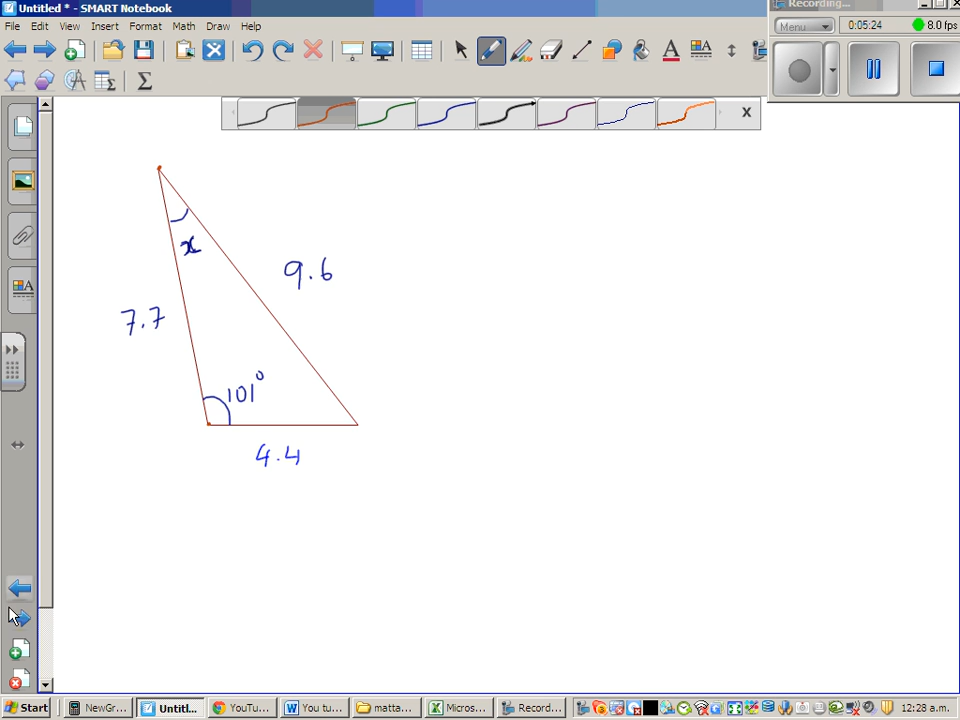 Untitled * - SMART Notebook
Recording...
File Edit View Insert Format Math Draw Help
Menu
0:05:24
8.0 fps
A
Σ
x
x
9.6
7.7
101°
4.4
Start
NewGr...
Untitl...
YouTu...
You tu...
matta...
Micros...
Record...
12:28 a.m.